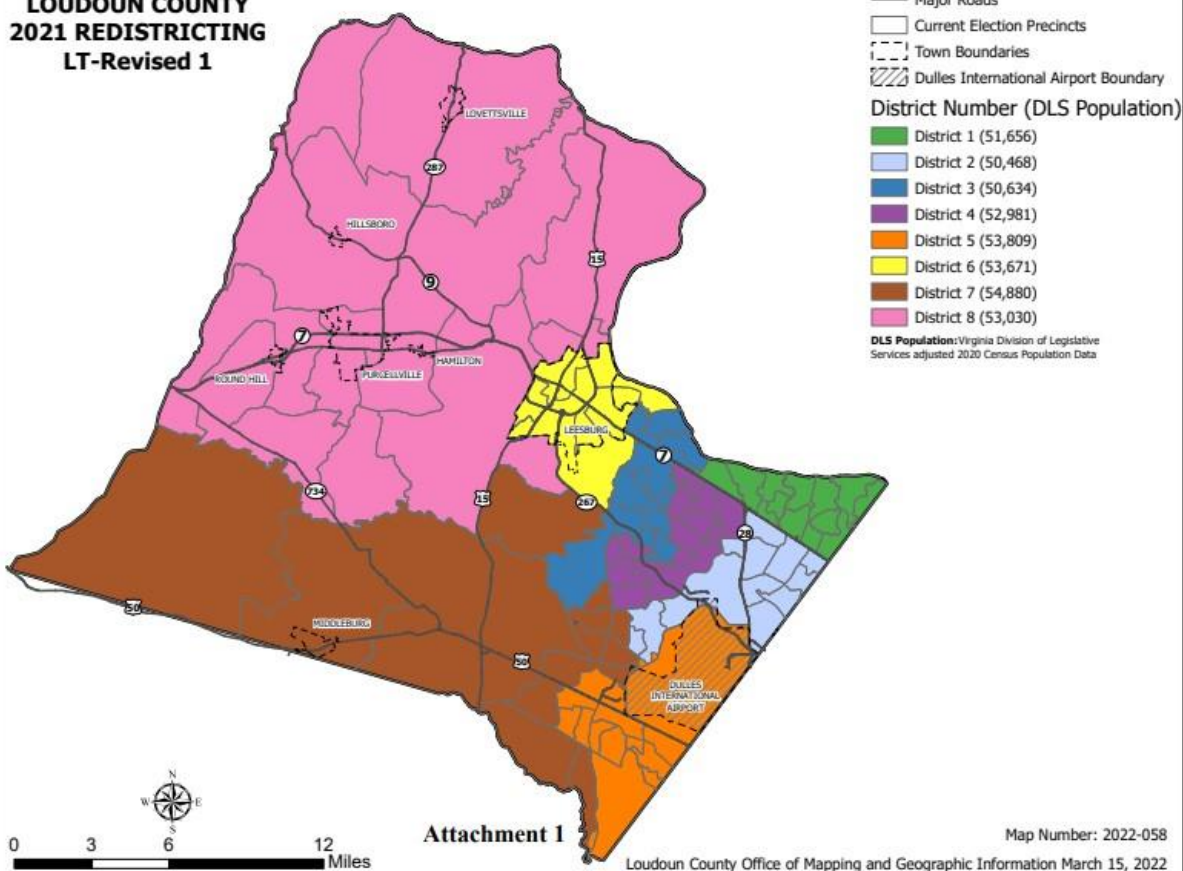 LOUDOUN COUNTY
2021 REDISTRICTING
LT-Revised 1
Major Roads
Current Election Precincts
Town Boundaries
Dulles International Airport Boundary
District Number (DLS Population)
District 1 (51,656)
District 2 (50,468)
District 3 (50,634)
District 4 (52,981)
District 5 (53,809)
District 6 (53,671)
District 7 (54,880)
District 8 (53,030)
DLS Population: Virginia Division of Legislative
Services adjusted 2020 Census Population Data
LOVETTSVILLE
287
HILLSBORO
15
9
7
HAMILTON
PURCELLVILLE
ROUND HILL
LEESBURG
7
734
15
267
28
50
MIDDLEBURG
50
DULLES
INTERNATIONAL
AIRPORT
N
W E
S
0 3 6 12
Miles
Attachment 1
Map Number: 2022-058
Loudoun County Office of Mapping and Geographic Information March 15, 2022